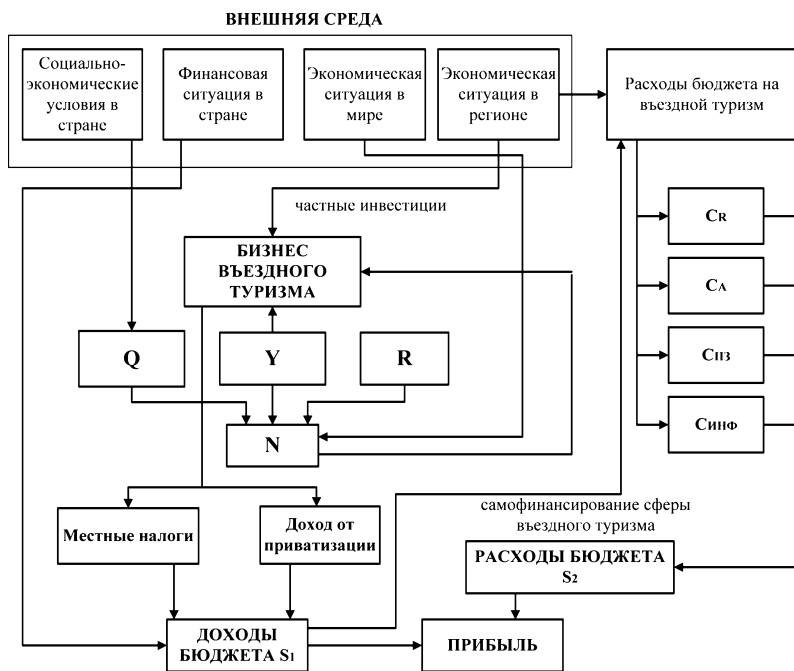 ВНЕШНЯЯ СРЕДА
Социально-
экономические
условия в
стране
Финансовая
ситуация в
стране
Экономическая
ситуация в
мире
Экономическая
ситуация в
регионе
Расходы бюджета на
въездной туризм
частные инвестиции
БИЗНЕС
ВЪЕЗДНОГО
ТУРИЗМА
CR
CΛ
CПЗ
CИНФ
Q
Y
R
N
Местные налоги
Доход от
приватизации
самофинансирование сферы
въездного туризма
РАСХОДЫ БЮДЖЕТА
S2
ДОХОДЫ
БЮДЖЕТА S1
ПРИБЫЛЬ